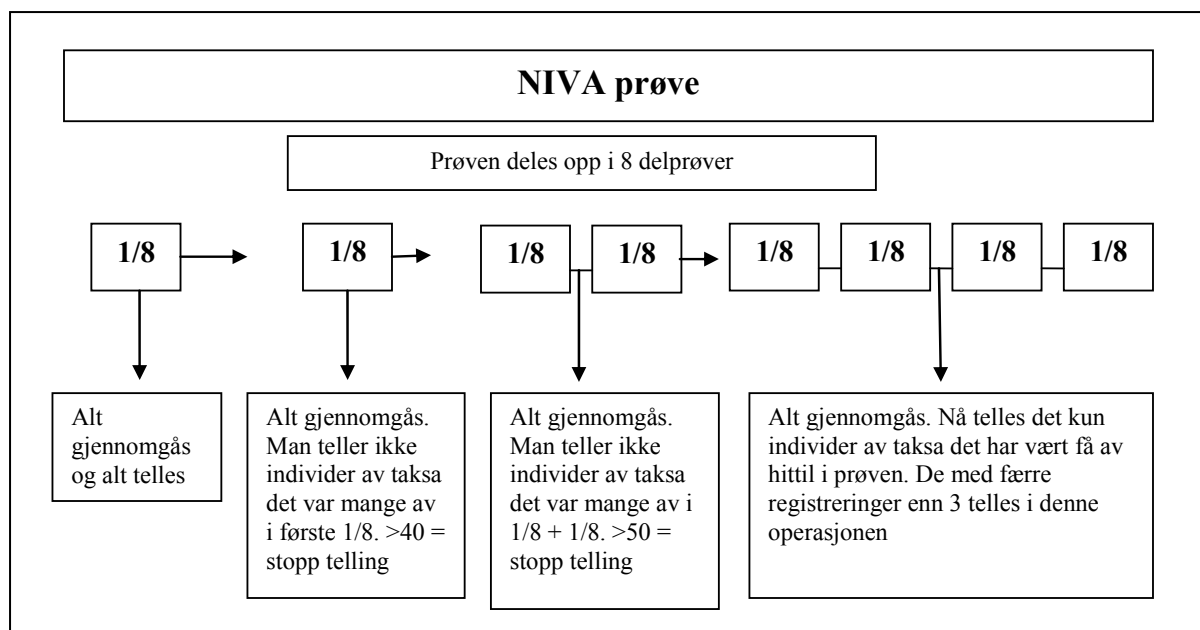 NIVA prøve
Prøven deles opp i 8 delprøver
1/8
1/8
1/8
1/8
1/8
1/8
1/8
1/8
Alt
gjennomgås
og alt telles
Alt gjennomgås.
Man teller ikke
individer av taksa
det var mange av
i første 1/8. >40 =
stopp telling
Alt gjennomgås.
Man teller ikke
individer av taksa
det var mange av i
1/8 + 1/8. >50 =
stopp telling
Alt gjennomgås. Nå telles det kun
individer av taksa det har vært få av
hittil i prøven. De med færre
registreringer enn 3 telles i denne
operasjonen